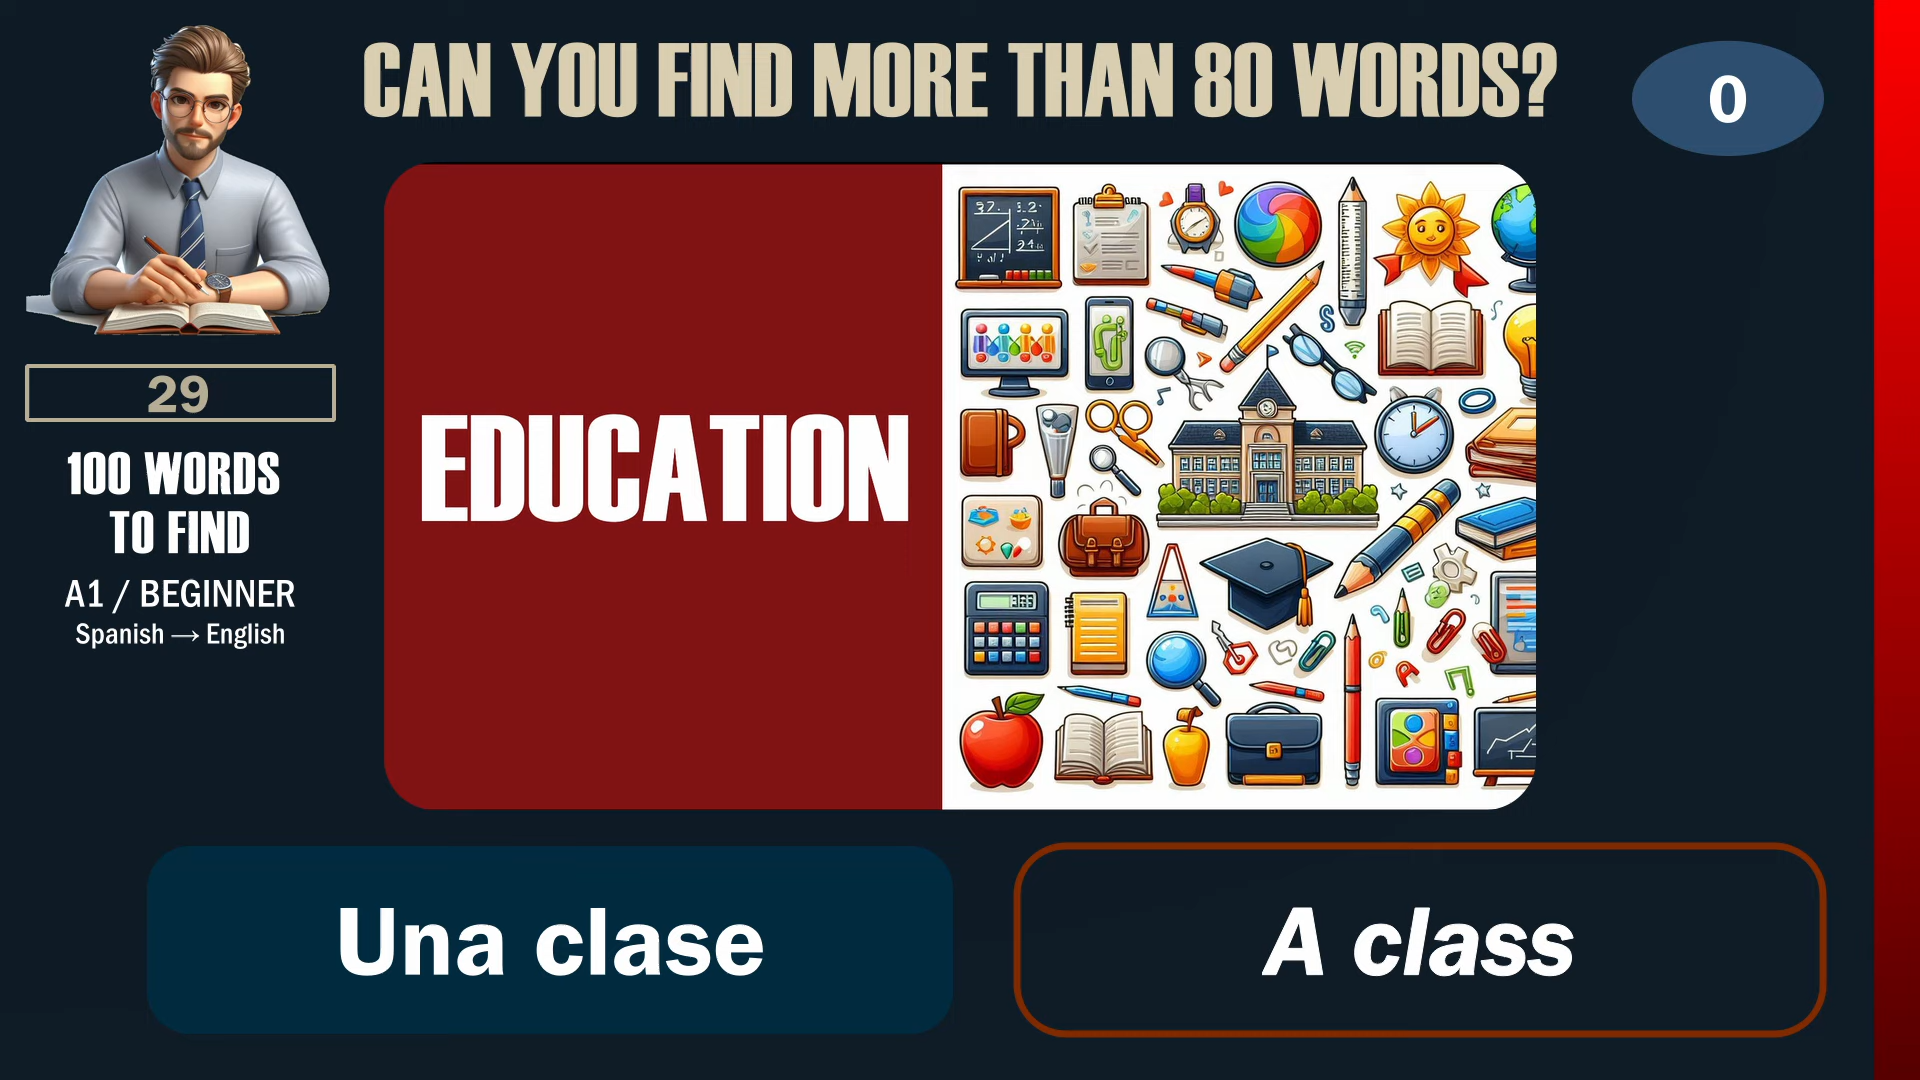 CAN YOU FIND MORE THAN 80 WORDS?
0
29
100 WORDS
TO FIND
A1 / BEGINNER
Spanish → English
EDUCATION
Una clase
A class